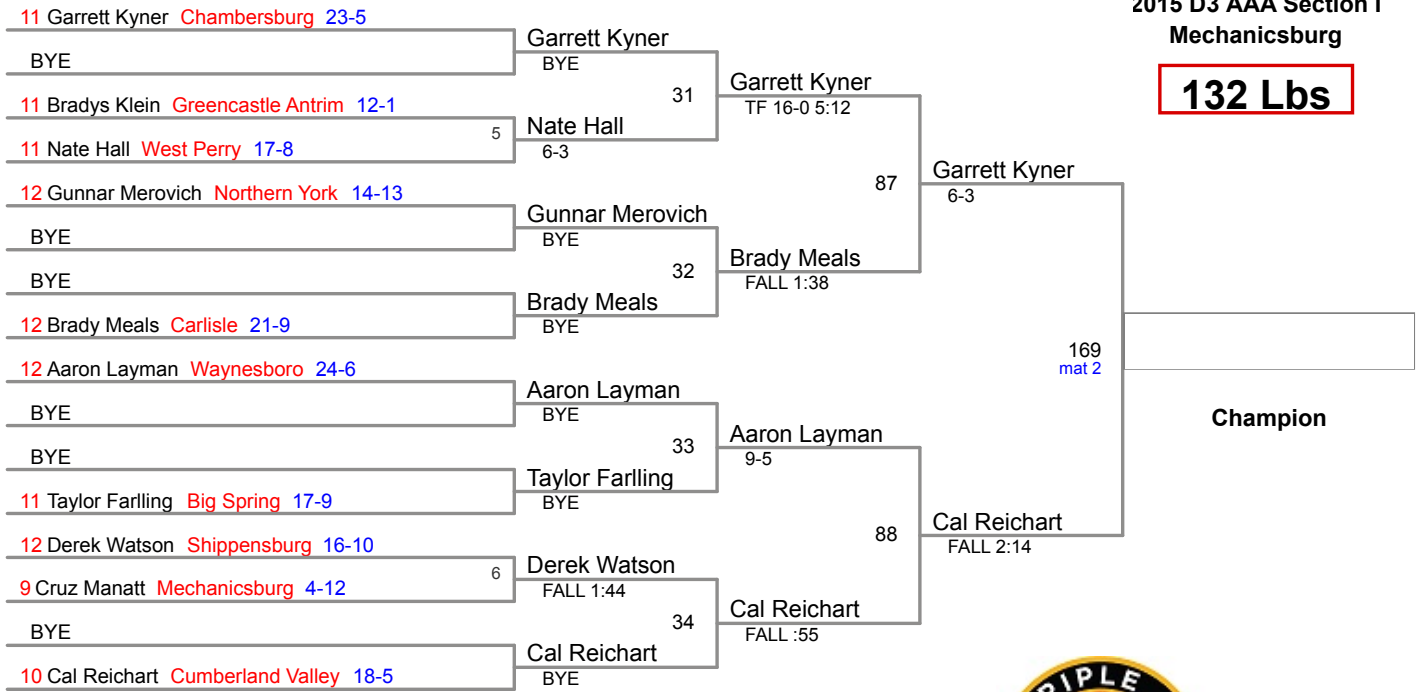 2015 D3 AAA Section I
Mechanicsburg
132 Lbs
11 Garrett Kyner Chambersburg 23-5
BYE
11 Bradys Klein Greencastle Antrim 12-1
11 Nate Hall West Perry 17-8
12 Gunnar Merovich Northern York 14-13
BYE
BYE
12 Brady Meals Carlisle 21-9
12 Aaron Layman Waynesboro 24-6
BYE
BYE
11 Taylor Farlling Big Spring 17-9
12 Derek Watson Shippensburg 16-10
9 Cruz Manatt Mechanicsburg 4-12
BYE
10 Cal Reichart Cumberland Valley 18-5
Garrett Kyner
BYE
5
Nate Hall
6-3
Gunnar Merovich
BYE
Brady Meals
BYE
Aaron Layman
BYE
Taylor Farlling
BYE
6
Derek Watson
FALL 1:44
Cal Reichart
BYE
31
Garrett Kyner
TF 16-0 5:12
32
Brady Meals
FALL 1:38
33
Aaron Layman
9-5
34
Cal Reichart
FALL :55
87
Garrett Kyner
6-3
88
Cal Reichart
FALL 2:14
169
mat 2
Champion
RIPLE